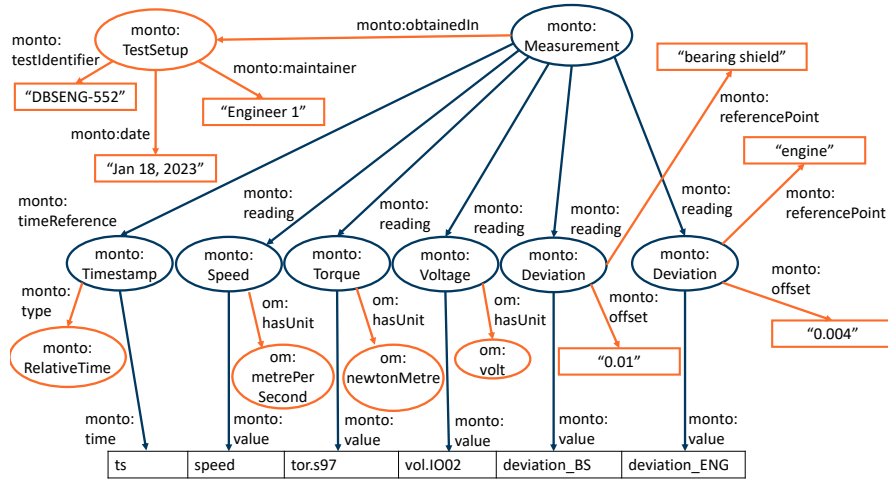 monto:
TestSetup
monto:obtainedIn
monto:
Measurement
monto:
testIdentifier
monto:maintainer
"bearing shield"
"DBSENG-552"
"Engineer 1"
monto:
referencePoint
monto:date
"engine"
"Jan 18, 2023"
monto:
timeReference
monto:
reading
monto:
reading
monto:
reading
monto:
reading
monto:
reading
monto:
referencePoint
monto:
Timestamp
monto:
Speed
monto:
Torque
monto:
Voltage
monto:
Deviation
monto:
Deviation
monto:
type
om:
hasUnit
om:
hasUnit
om:
hasUnit
monto:
offset
monto:
offset
"0.004"
monto:
RelativeTime
om:
metrePer
Second
om:
newtonMetre
om:
volt
"0.01"
monto:
time
monto:
value
monto:
value
monto:
value
monto:
value
monto:
value
ts
speed
tor.s97
vol.IO02
deviation_BS
deviation_ENG